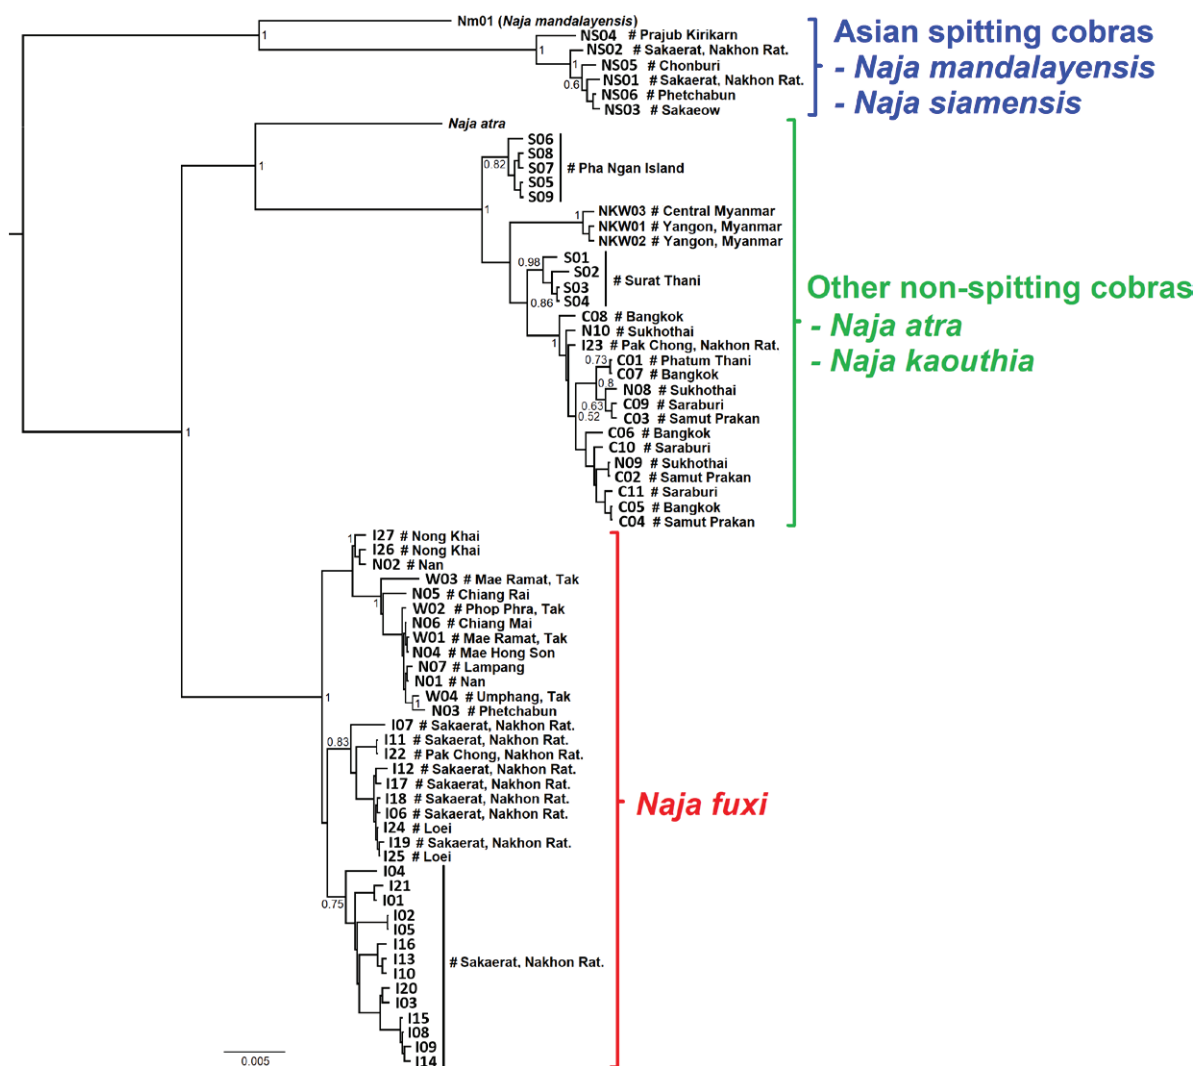 Nm01 (Naja mandalayensis)
NS04 # Prajub Kirikarn
1
NS02 # Sakaerat, Nakhon Rat.
1
NS05 # Chonburi
NS01 # Sakaerat, Nakhon Rat.
0.6
NS06 # Phetchabun
NS03 # Sakaeow
1
Asian spitting cobras
- Naja mandalayensis
- Naja siamensis
Naja atra
1
S06
S08
0.82
S07
S05
S09
# Pha Ngan Island
1
NKW03 # Central Myanmar
1
NKW01 # Yangon, Myanmar
NKW02 # Yangon, Myanmar
S01
0.98
S02
S03
0.86
S04
# Surat Thani
C08 # Bangkok
N10 # Sukhothai
1
I23 # Pak Chong, Nakhon Rat.
0.73
C01 # Phatum Thani
C07 # Bangkok
0.8
N08 # Sukhothai
0.63
C09 # Saraburi
0.52
C03 # Samut Prakan
C06 # Bangkok
C10 # Saraburi
N09 # Sukhothai
C02 # Samut Prakan
C11 # Saraburi
C05 # Bangkok
C04 # Samut Prakan
Other non-spitting cobras
- Naja atra
- Naja kaouthia
1
1
I27 # Nong Khai
I26 # Nong Khai
N02 # Nan
W03 # Mae Ramat, Tak
N05 # Chiang Rai
1
W02 # Phop Phra, Tak
N06 # Chiang Mai
W01 # Mae Ramat, Tak
N04 # Mae Hong Son
N07 # Lampang
N01 # Nan
W04 # Umphang, Tak
1
N03 # Phetchabun
1
I07 # Sakaerat, Nakhon Rat.
0.83
I11 # Sakaerat, Nakhon Rat.
I22 # Pak Chong, Nakhon Rat.
I12 # Sakaerat, Nakhon Rat.
I17 # Sakaerat, Nakhon Rat.
I18 # Sakaerat, Nakhon Rat.
I06 # Sakaerat, Nakhon Rat.
I24 # Loei
I19 # Sakaerat, Nakhon Rat.
I25 # Loei
I04
I21
0.75
I01
I02
I05
I16
I13
I10
I20
I03
I15
I08
I09
I14
# Sakaerat, Nakhon Rat.
Naja fuxi
0.005